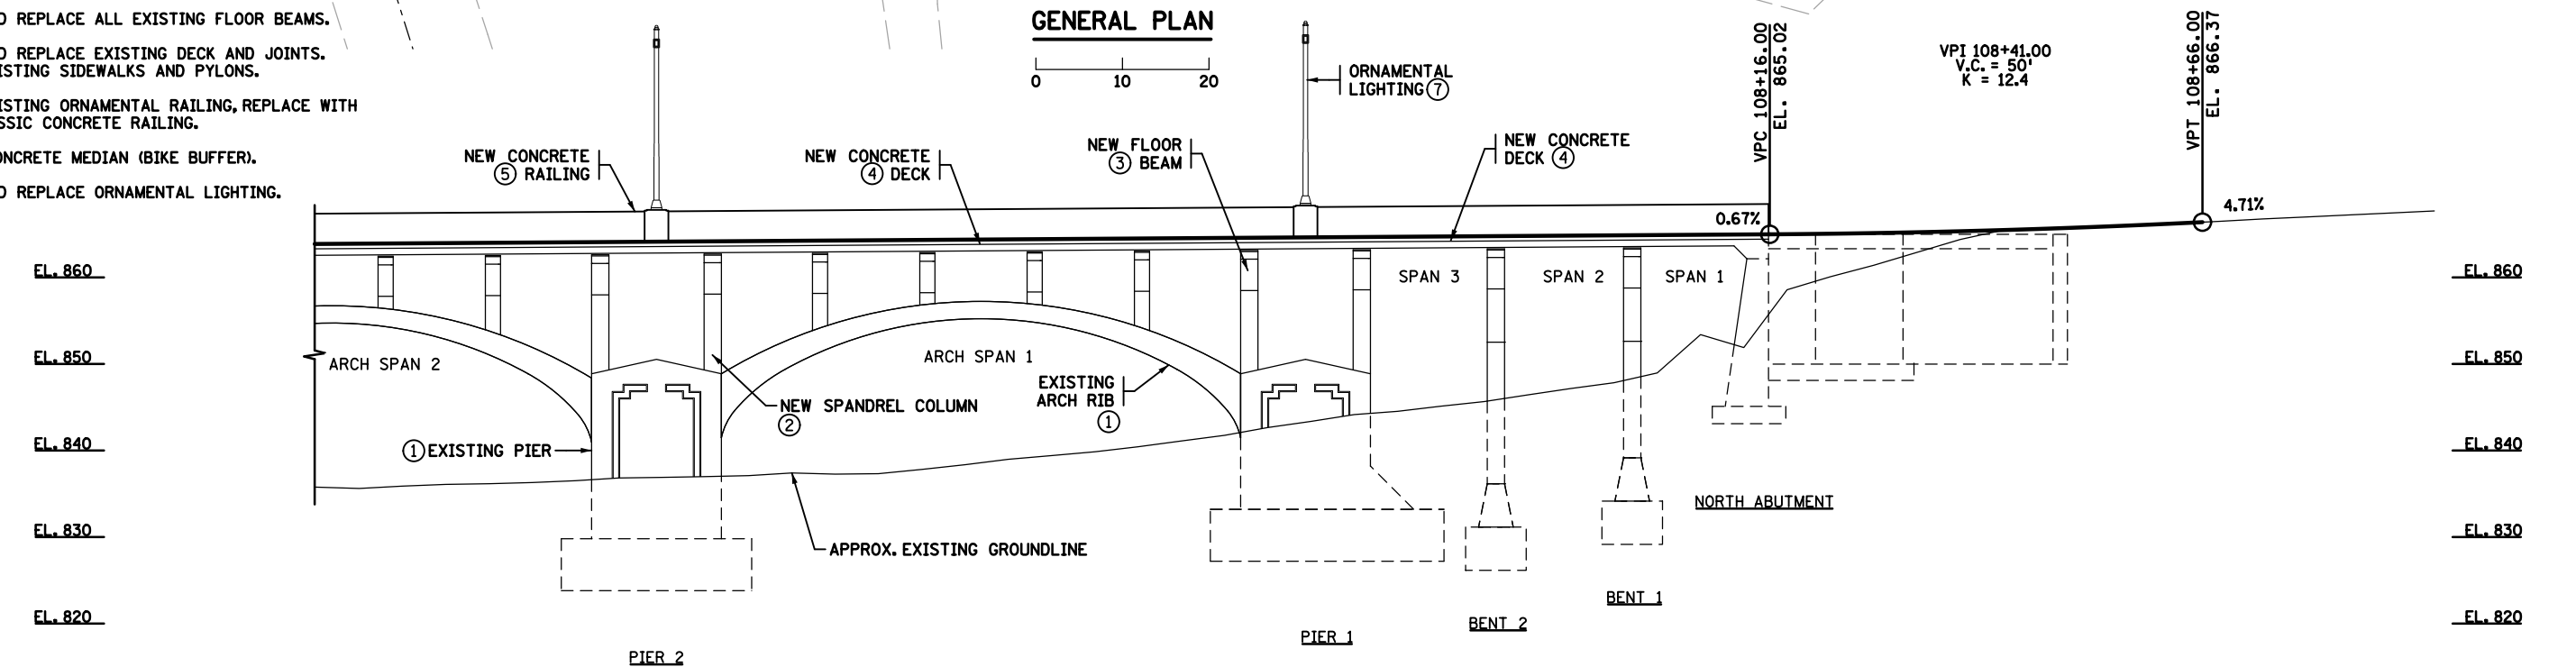 O REPLACE ALL EXISTING FLOOR BEAMS.
O REPLACE EXISTING DECK AND JOINTS.
ISTING SIDEWALKS AND PYLONS.
ISTING ORNAMENTAL RAILING, REPLACE WITH
SSIC CONCRETE RAILING.
ONCRETE MEDIAN (BIKE BUFFER).
O REPLACE ORNAMENTAL LIGHTING.
GENERAL PLAN
0 10 20
ORNAMENTAL
LIGHTING 7
VPC 108+16.00
EL. 865.02
VPI 108+41.00
V.C. = 50'
K = 12.4
VPT 108+66.00
EL. 866.37
NEW CONCRETE
5 RAILING
NEW CONCRETE
4 DECK
NEW FLOOR
3 BEAM
NEW CONCRETE
DECK 4
0.67%
4.71%
EL. 860
SPAN 3
SPAN 2
SPAN 1
EL. 860
EL. 850
ARCH SPAN 2
ARCH SPAN 1
EL. 850
EXISTING
ARCH RIB
1
NEW SPANDREL COLUMN
2
EL. 840
1 EXISTING PIER
EL. 840
NORTH ABUTMENT
EL. 830
APPROX. EXISTING GROUNDLINE
EL. 830
BENT 1
EL. 820
BENT 2
EL. 820
PIER 1
PIER 2